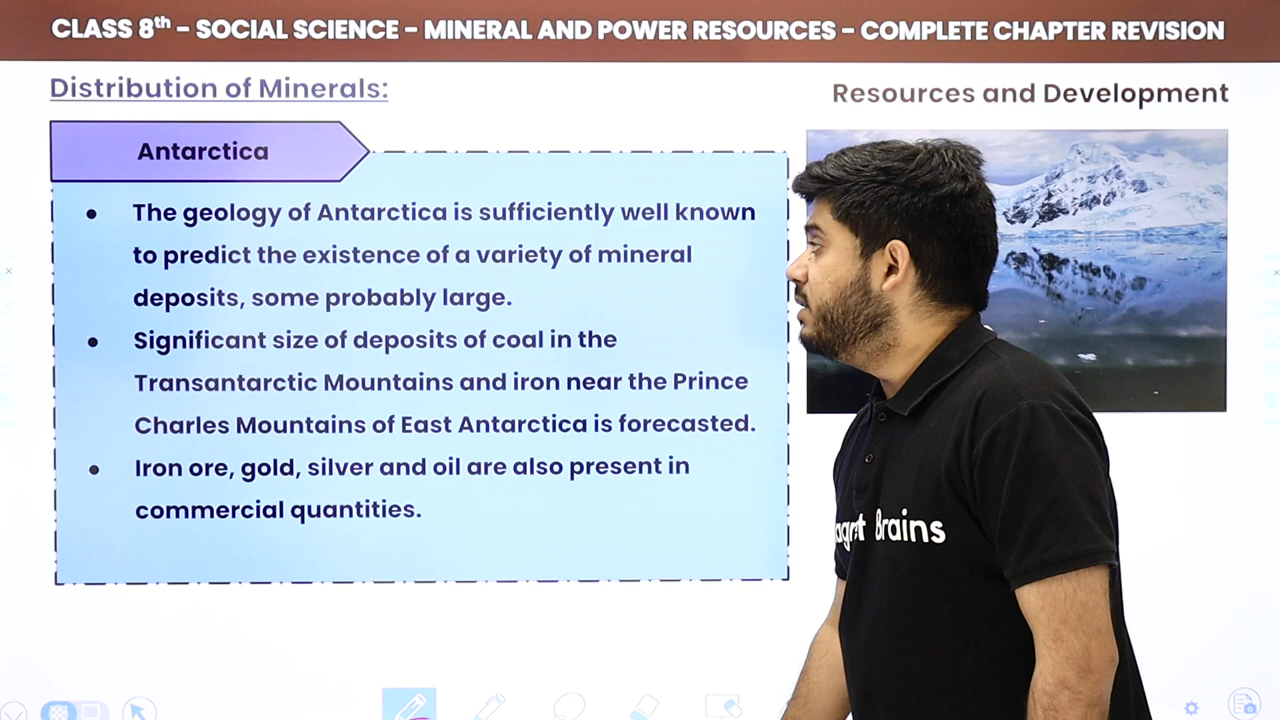 CLASS 8th – SOCIAL SCIENCE – MINERAL AND POWER RESOURCES – COMPLETE CHAPTER REVISION
Distribution of Minerals:
Resources and Development
Antarctica
● The geology of Antarctica is sufficiently well known
to predict the existence of a variety of mineral
deposits, some probably large.
● Significant size of deposits of coal in the
Transantarctic Mountains and iron near the Prince
Charles Mountains of East Antarctica is forecasted.
● Iron ore, gold, silver and oil are also present in
commercial quantities.
Brains